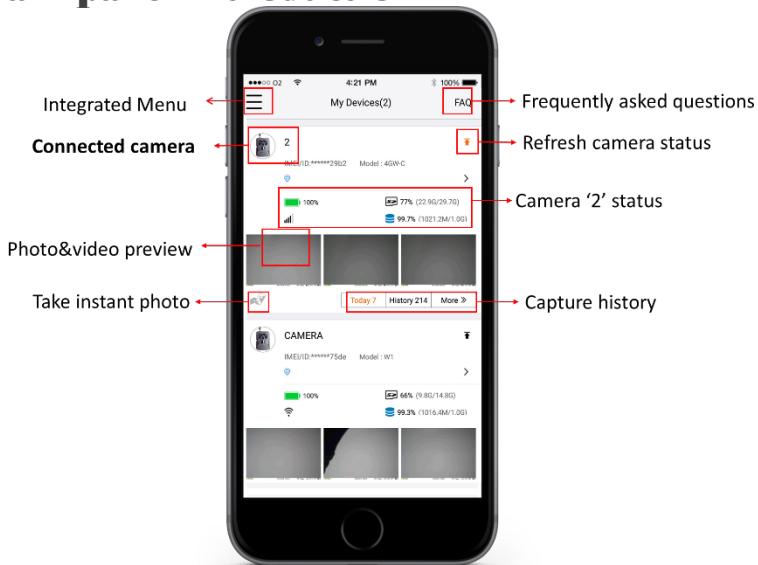 O2 4:21 PM 100%
Integrated Menu
My Devices(2) FAQ
Frequently asked questions
Connected camera
2
Refresh camera status
IMEI/ID:******29b2 Model : 4GW-C
100% 77% (22.9G/29.7G)
99.7% (1021.2M/1.0G)
Camera ‘2’ status
Photo&video preview
Take instant photo
Today 7 History 214 More »
Capture history
CAMERA
IMEI/ID:******75de Model : W1
100% 66% (9.8G/14.8G)
99.3% (1016.4M/1.0G)